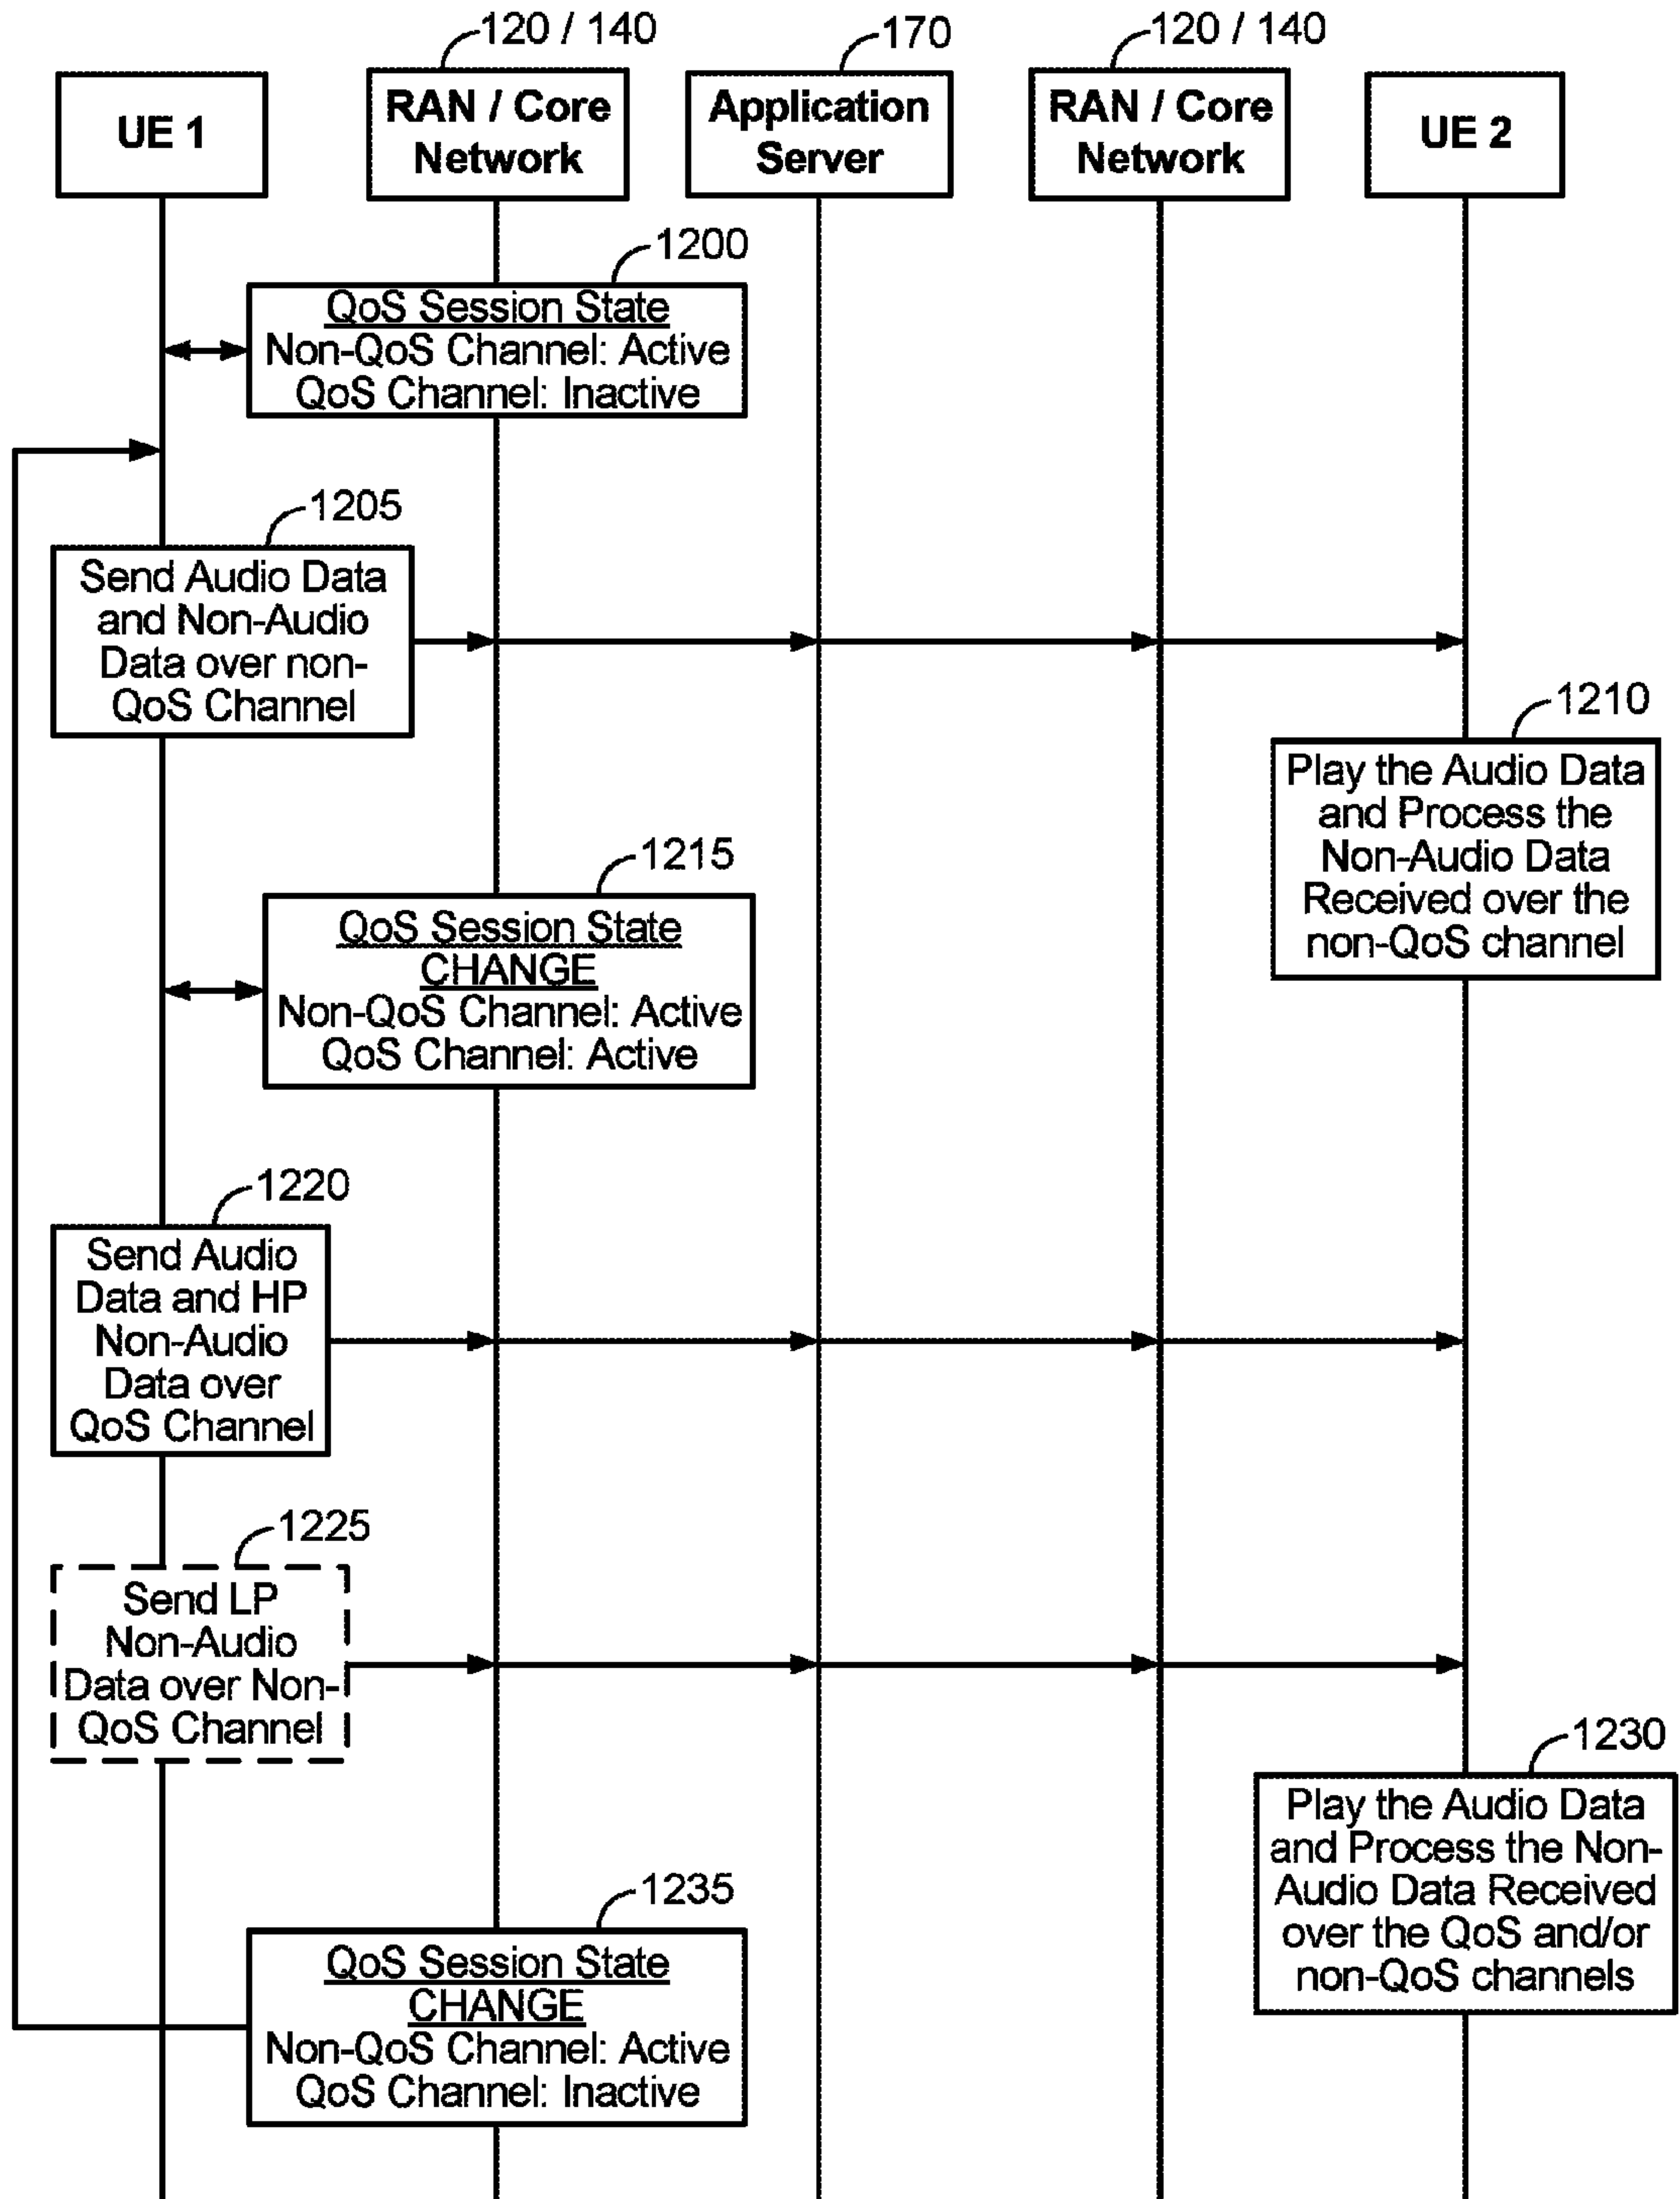 120 / 140
170
120 / 140
UE 1
RAN / Core
Network
Application
Server
RAN / Core
Network
UE 2
1200
QoS Session State
Non-QoS Channel: Active
QoS Channel: Inactive
1205
Send Audio Data
and Non-Audio
Data over non-
QoS Channel
1210
Play the Audio Data
and Process the
Non-Audio Data
Received over the
non-QoS channel
1215
QoS Session State
CHANGE
Non-QoS Channel: Active
QoS Channel: Active
1220
Send Audio
Data and HP
Non-Audio
Data over
QoS Channel
1225
Send LP
Non-Audio
Data over Non-
QoS Channel
1230
Play the Audio Data
and Process the Non-
Audio Data Received
over the QoS and/or
non-QoS channels
1235
QoS Session State
CHANGE
Non-QoS Channel: Active
QoS Channel: Inactive